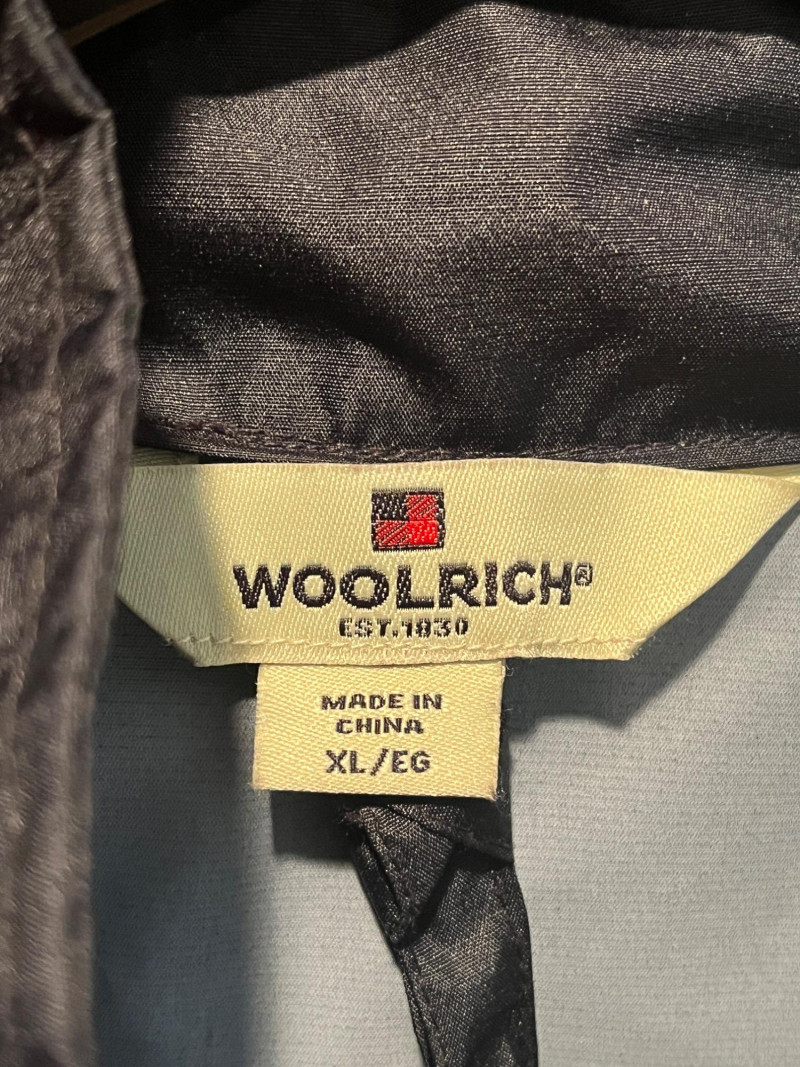 WOOLRICH®
EST.1830
MADE IN
CHINA
XL/EG